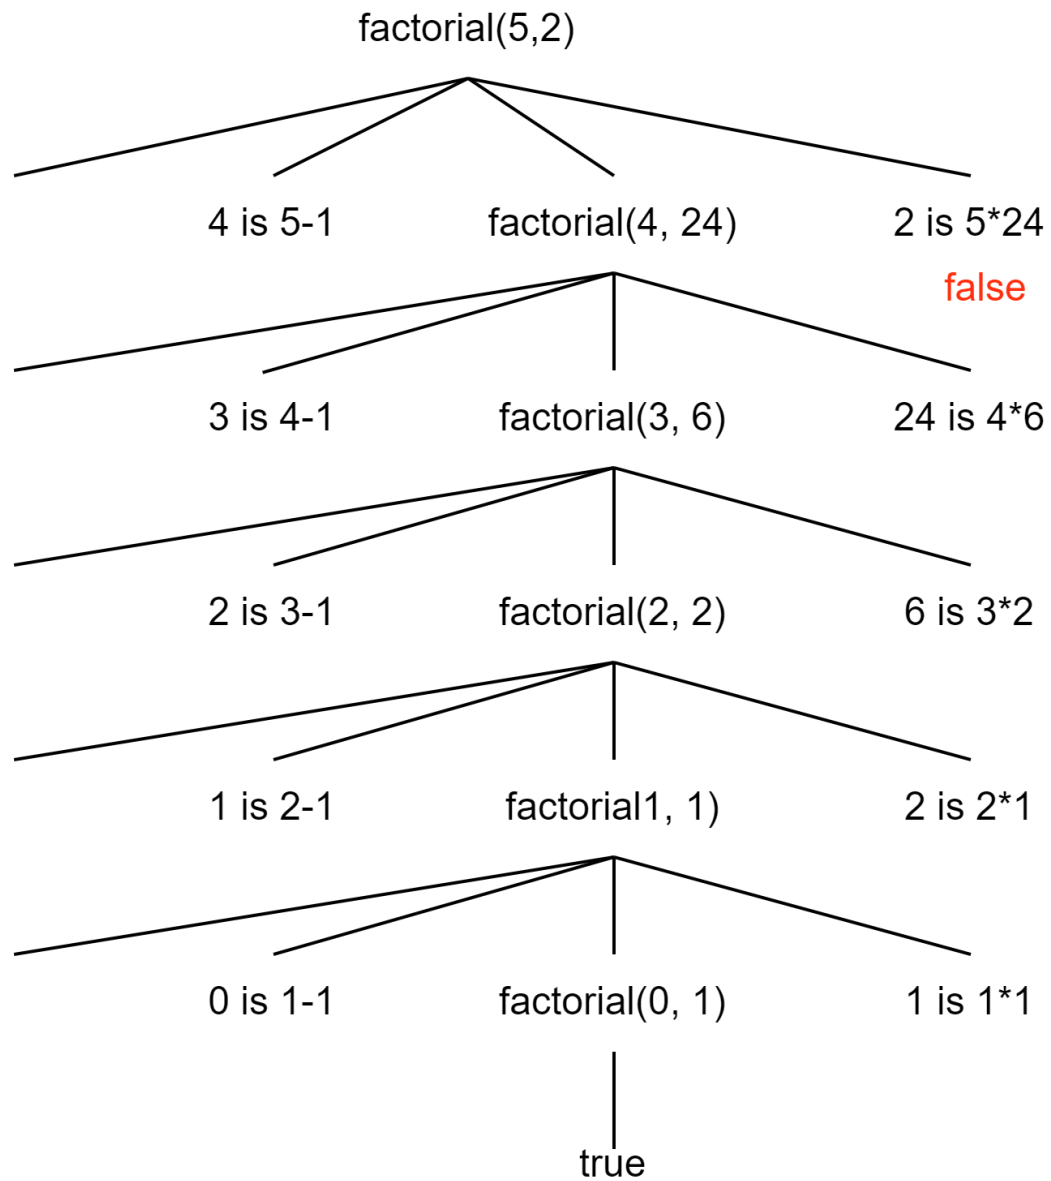 factorial(5,2)
4 is 5-1
factorial(4, 24)
2 is 5*24
false
3 is 4-1
factorial(3, 6)
24 is 4*6
2 is 3-1
factorial(2, 2)
6 is 3*2
1 is 2-1
factorial1, 1)
2 is 2*1
0 is 1-1
factorial(0, 1)
1 is 1*1
true